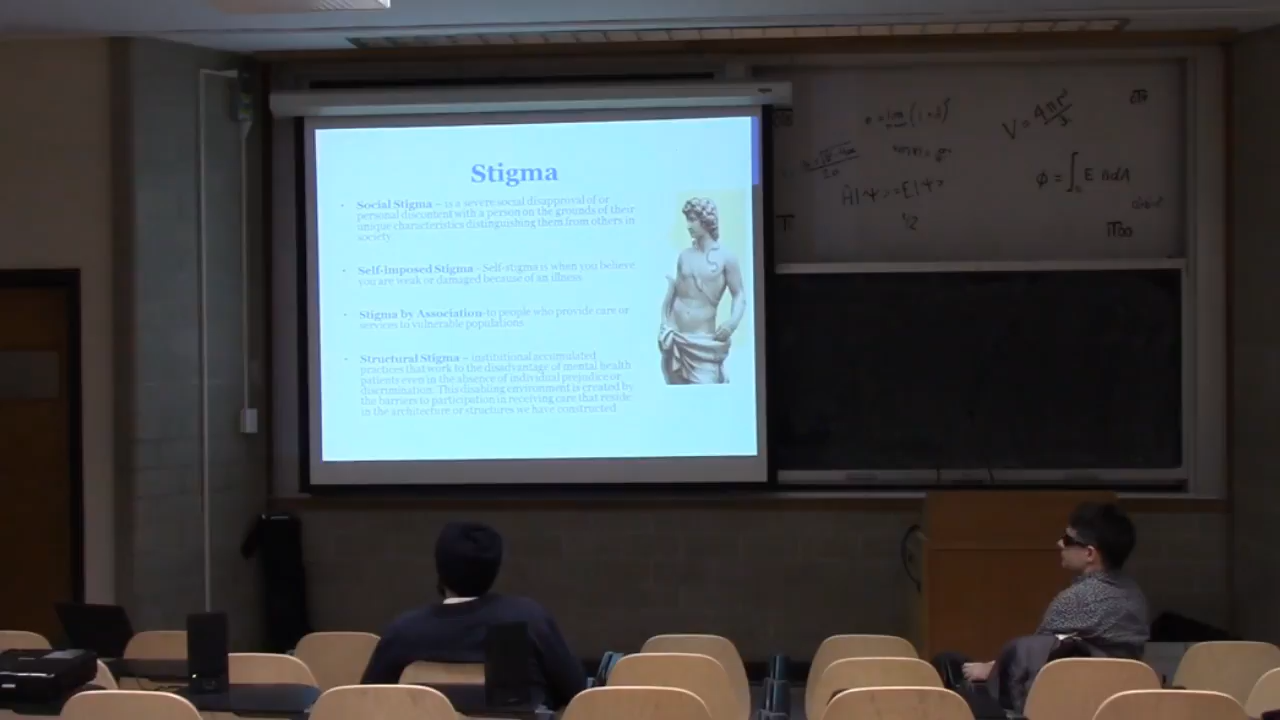 Stigma
Social Stigma – is a severe social disapproval of or
personal discontent with a person on the grounds of their
unique characteristics distinguishing them from others in
society
Self-imposed Stigma – Self-stigma is when you believe
you are weak or damaged because of an illness
Stigma by Association–to people who provide care or
services to vulnerable populations
Structural Stigma – institutional accumulated
practices that work to the disadvantage of mental health
patients even in the absence of individual prejudice or
discrimination. This disabling environment is created by
the barriers to participation in receiving care that reside
in the architecture or structures we have constructed
V = 4πr³/3
Φ = ∫ E·n dA
1/2